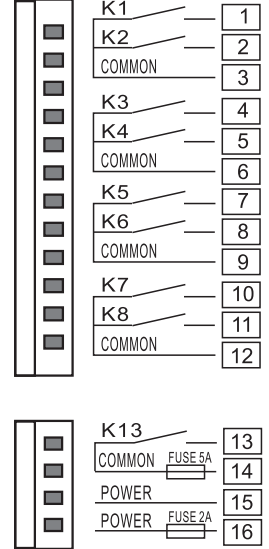 K1 1
K2 2
COMMON 3
K3 4
K4 5
COMMON 6
K5 7
K6 8
COMMON 9
K7 10
K8 11
COMMON 12
K13 13
COMMON FUSE 5A 14
POWER 15
POWER FUSE 2A 16